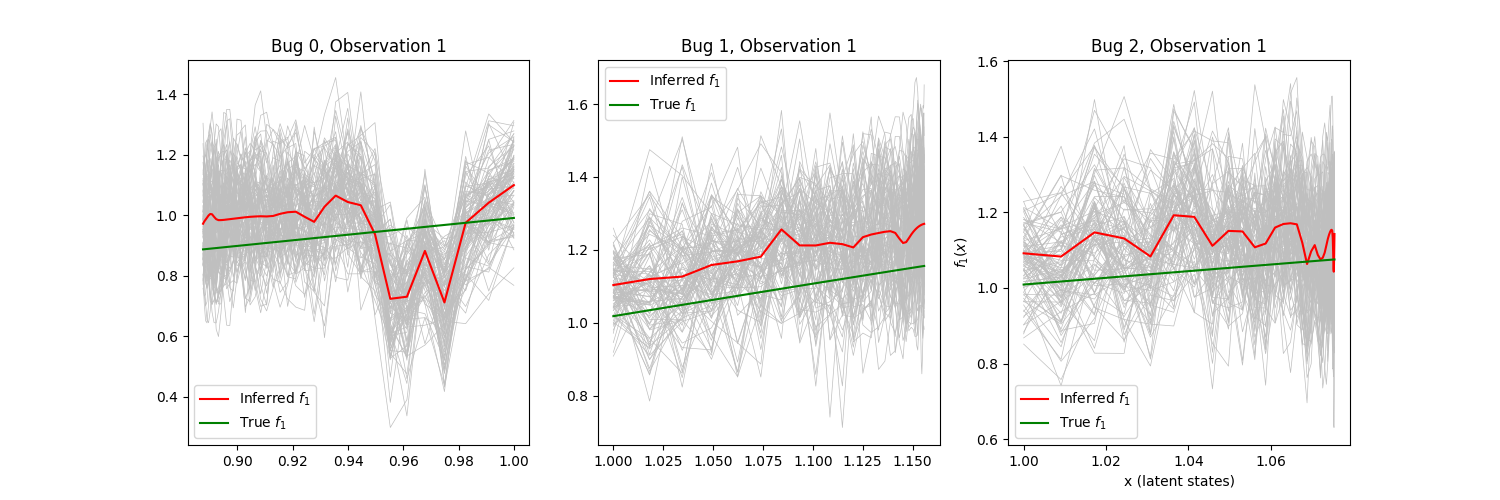 Bug 0, Observation 1
1.4
1.2
1.0
0.8
0.6
0.4
Inferred f₁
True f₁
0.90 0.92 0.94 0.96 0.98 1.00
Bug 1, Observation 1
Inferred f₁
True f₁
1.6
1.4
1.2
1.0
0.8
1.000 1.025 1.050 1.075 1.100 1.125 1.150
Bug 2, Observation 1
f₁(x)
1.6
1.4
1.2
1.0
0.8
0.6
Inferred f₁
True f₁
1.00 1.02 1.04 1.06
x (latent states)